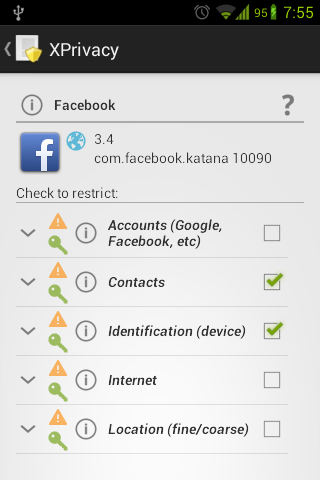 95 7:55
XPrivacy
Facebook ?
3.4
com.facebook.katana 10090
Check to restrict:
Accounts (Google,
Facebook, etc)
Contacts
Identification (device)
Internet
Location (fine/coarse)